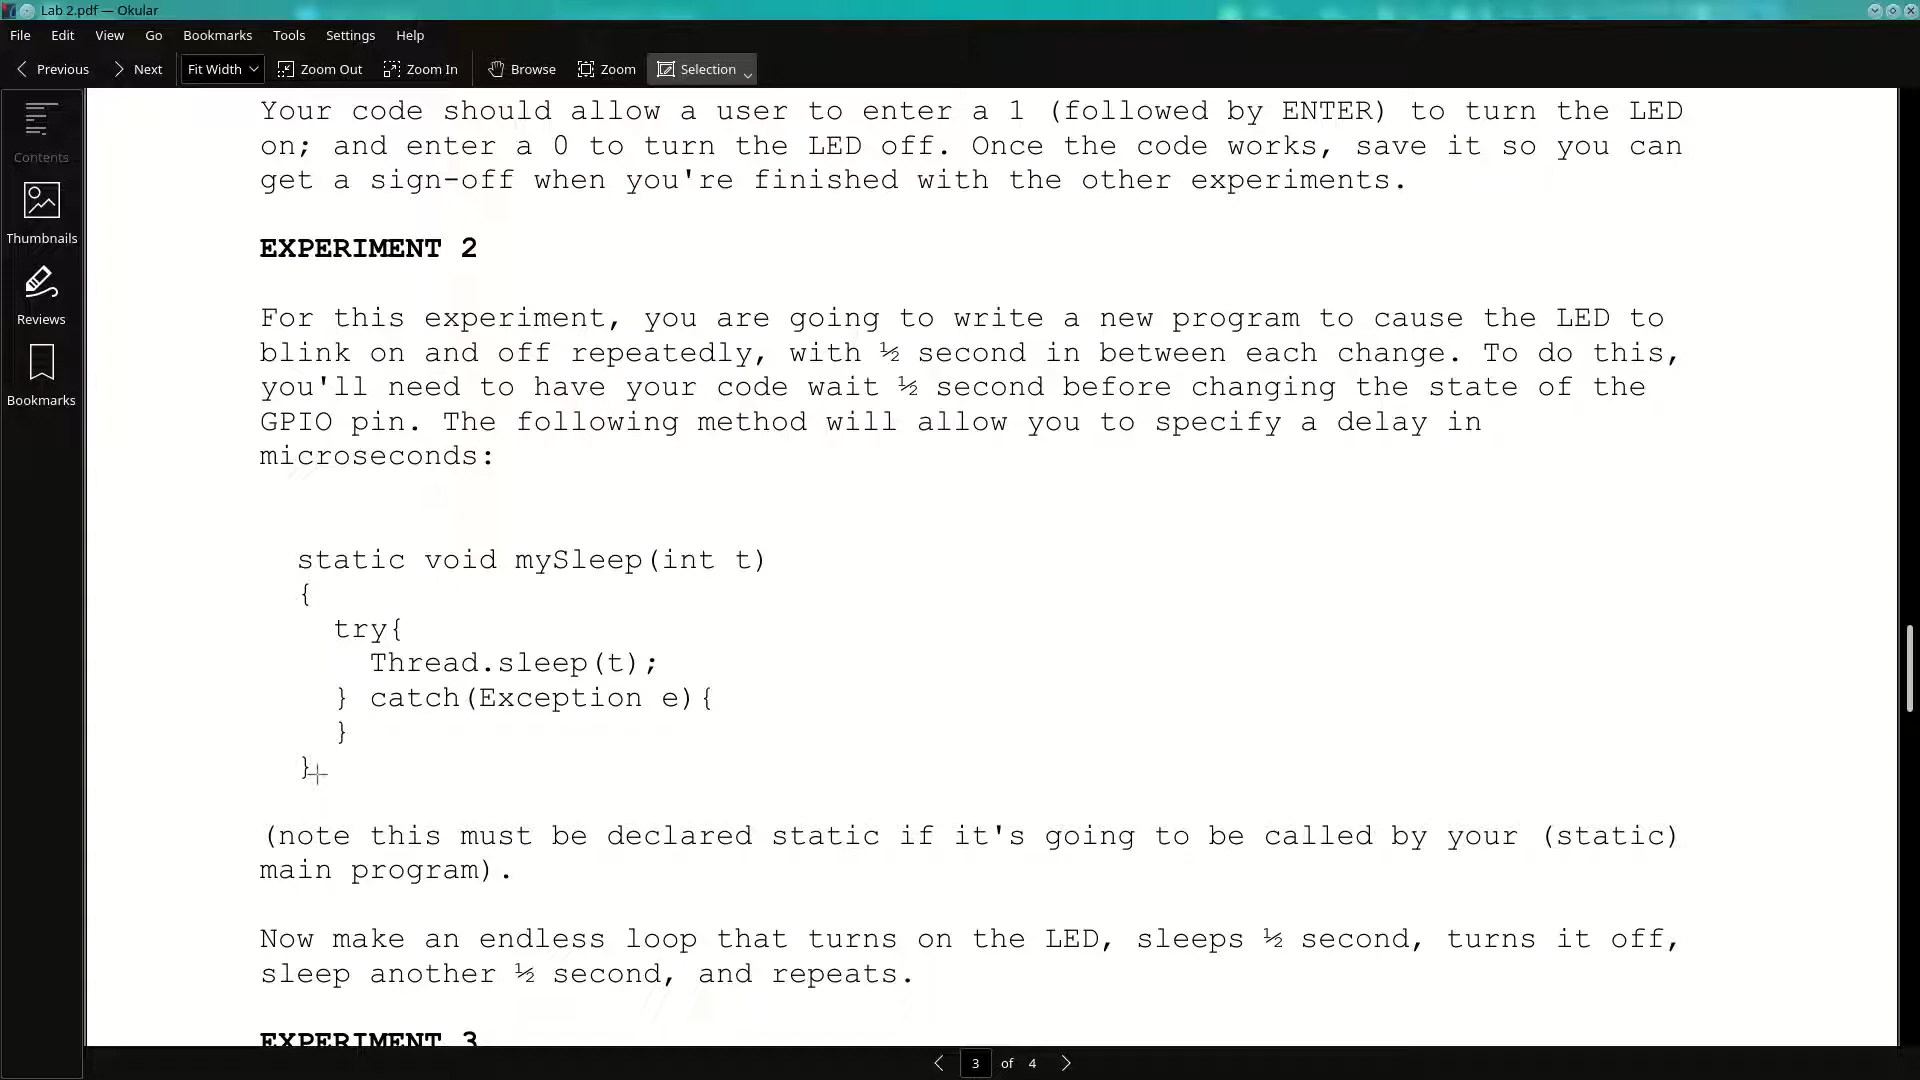 Lab 2.pdf — Okular
File Edit View Go Bookmarks Tools Settings Help
Previous Next Fit Width Zoom Out Zoom In Browse Zoom Selection
Contents
Thumbnails
Reviews
Bookmarks
Your code should allow a user to enter a 1 (followed by ENTER) to turn the LED
on; and enter a 0 to turn the LED off. Once the code works, save it so you can
get a sign-off when you're finished with the other experiments.
EXPERIMENT 2
For this experiment, you are going to write a new program to cause the LED to
blink on and off repeatedly, with ½ second in between each change. To do this,
you'll need to have your code wait ½ second before changing the state of the
GPIO pin. The following method will allow you to specify a delay in
microseconds:
static void mySleep(int t)
{
try{
Thread.sleep(t);
} catch(Exception e){
}
}
(note this must be declared static if it's going to be called by your (static)
main program).
Now make an endless loop that turns on the LED, sleeps ½ second, turns it off,
sleep another ½ second, and repeats.
EXPERIMENT 3
3 of 4